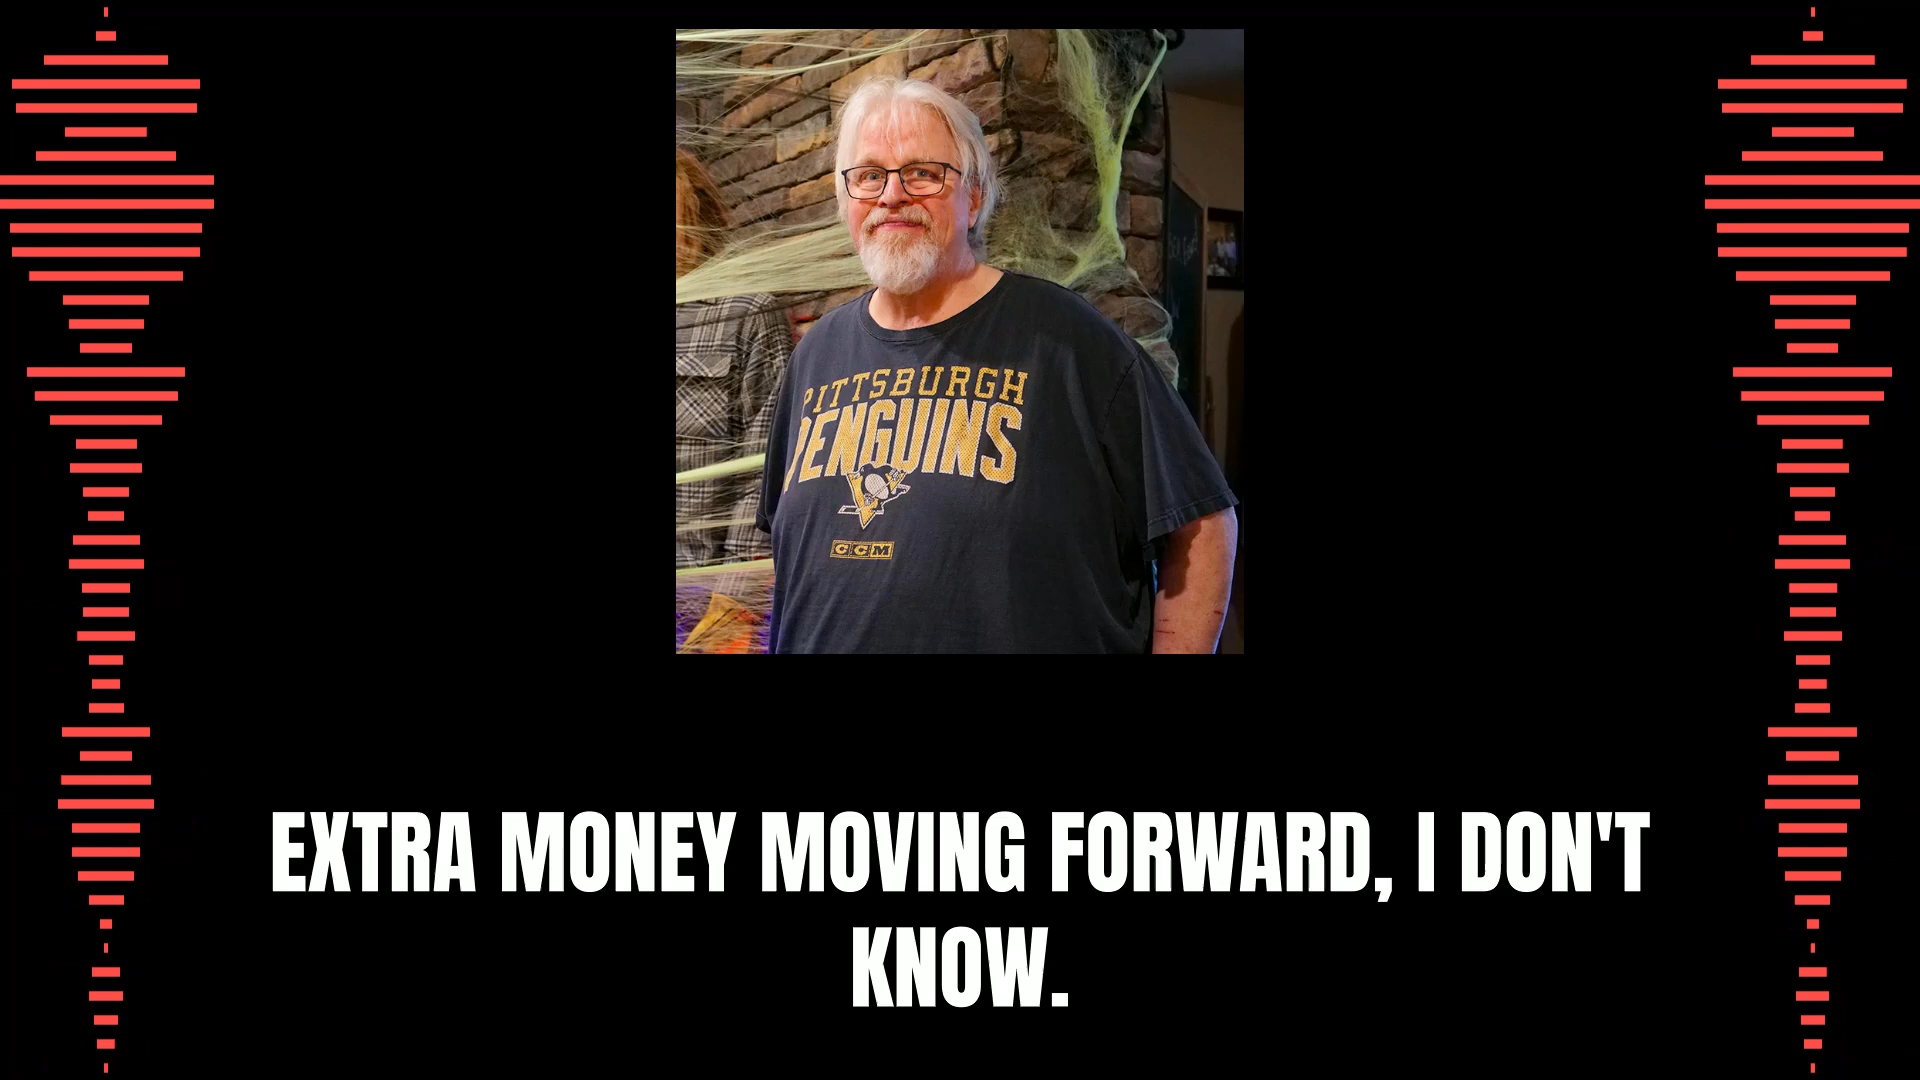 PITTSBURGH
PENGUINS
CCM
EXTRA MONEY MOVING FORWARD, I DON'T
KNOW.